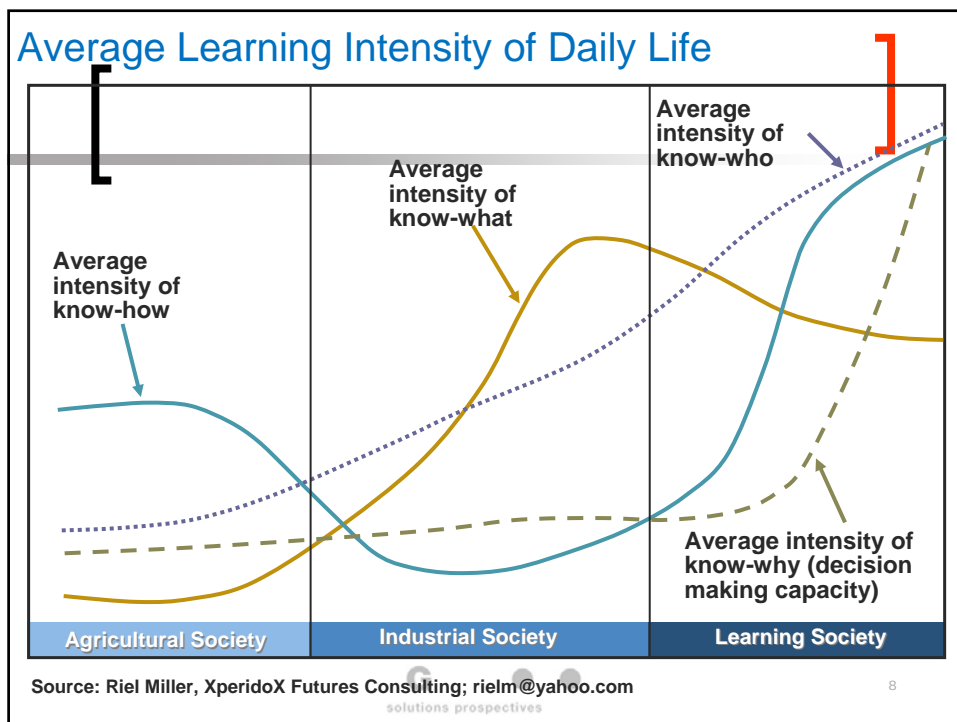 Average Learning Intensity of Daily Life
Average
intensity of
know-who
Average
intensity of
know-what
Average
intensity of
know-how
Average intensity of
know-why (decision
making capacity)
Agricultural Society
Industrial Society
Learning Society
Source: Riel Miller, XperidoX Futures Consulting; rielm@yahoo.com
8
G
solutions prospectives